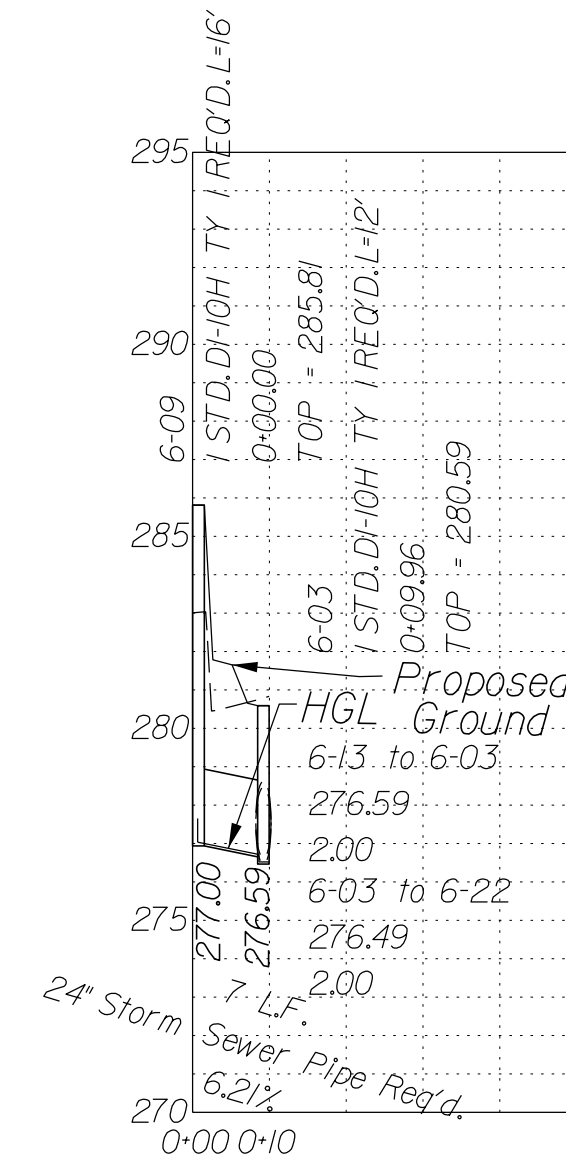 295
290
285
280
275
270
6-09
1 STD.DI-10H TY 1 REQ'D.L=16'
0+00.00
TOP = 285.81
6-03
1 STD.DI-10H TY 1 REQ'D.L=12'
0+09.96
TOP = 280.59
Proposed
Ground
HGL
6-13 to 6-03
276.59
2.00
6-03 to 6-22
276.49
2.00
277.00
276.59
7 L.F.
24" Storm Sewer Pipe Req'd.
6.21%
0+00 0+10